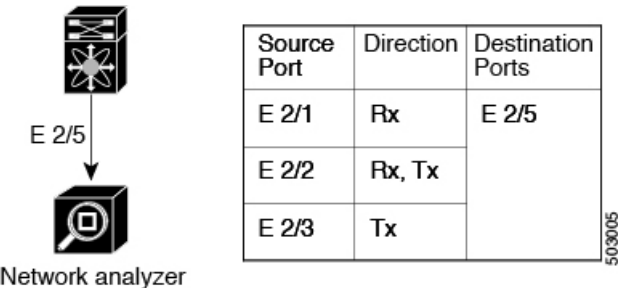 E 2/5
Network analyzer
Source Port Direction Destination Ports
E 2/1 Rx E 2/5
E 2/2 Rx, Tx
E 2/3 Tx
503005